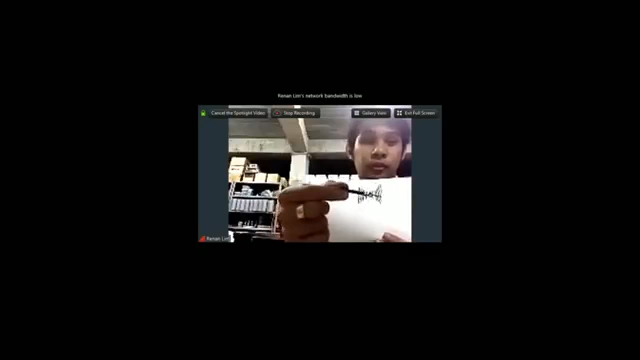 Renan Lim's network bandwidth is low
Cancel the Spotlight Video
Stop Recording
Gallery View
Exit Full Screen
Renan Lim